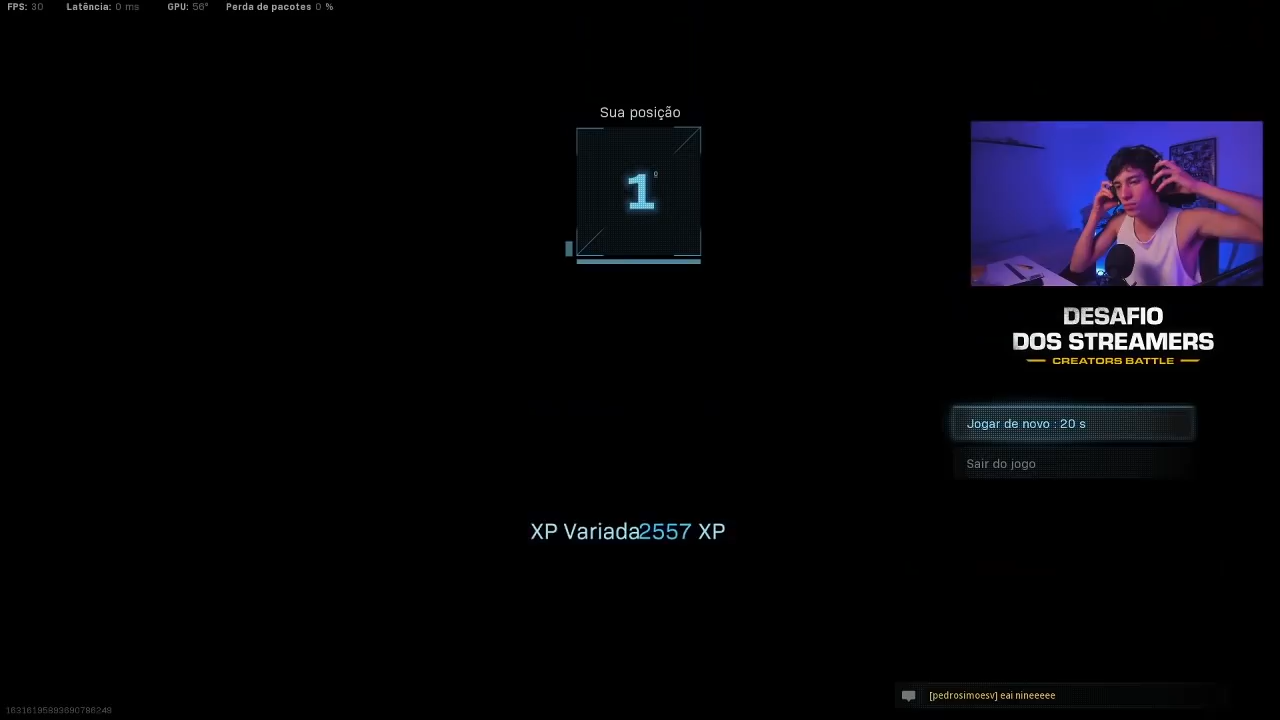 FPS: 30 Latência: 0 ms GPU: 56° Perda de pacotes 0 %
Sua posição
1º
DESAFIO
DOS STREAMERS
CREATORS BATTLE
Jogar de novo : 20 s
Sair do jogo
XP Variada2557 XP
[pedrosimoesv] eai nineeeee